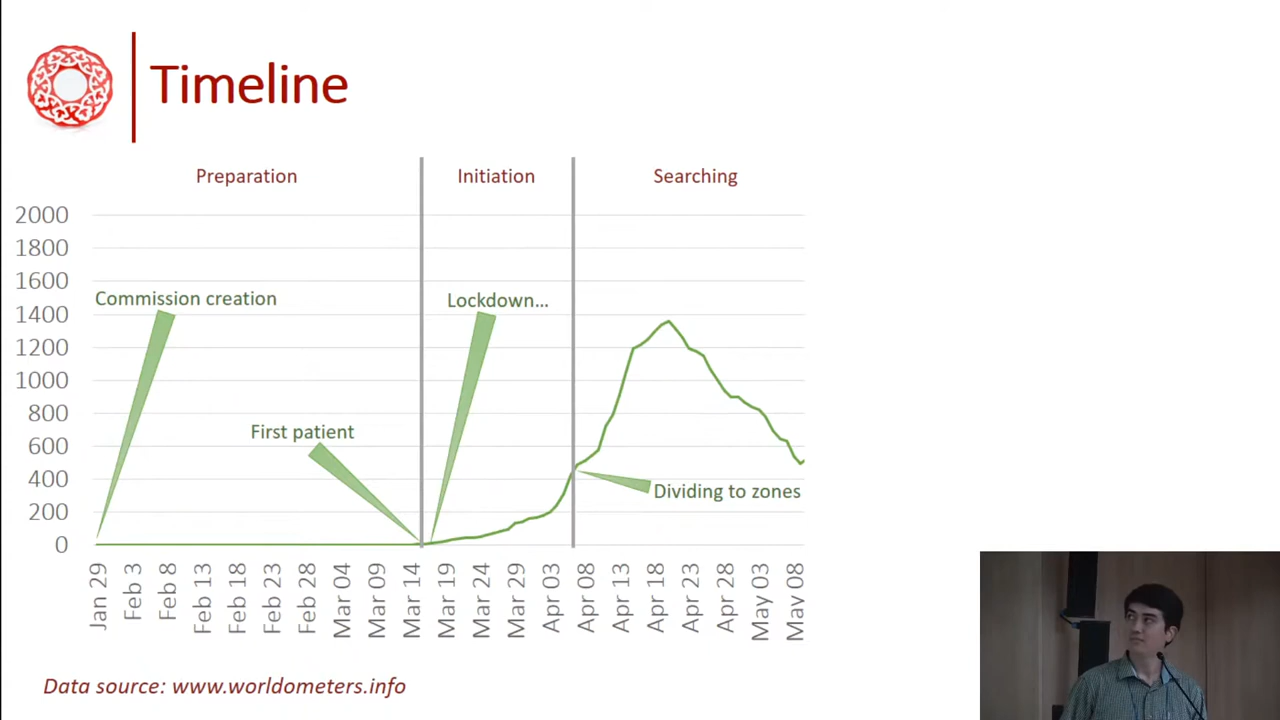 Timeline
Preparation
Initiation
Searching
2000
1800
1600
1400
1200
1000
800
600
400
200
0
Commission creation
First patient
Lockdown...
Dividing to zones
Jan 29
Feb 3
Feb 8
Feb 13
Feb 18
Feb 23
Feb 28
Mar 04
Mar 09
Mar 14
Mar 19
Mar 24
Mar 29
Apr 03
Apr 08
Apr 13
Apr 18
Apr 23
Apr 28
May 03
May 08
Data source: www.worldometers.info